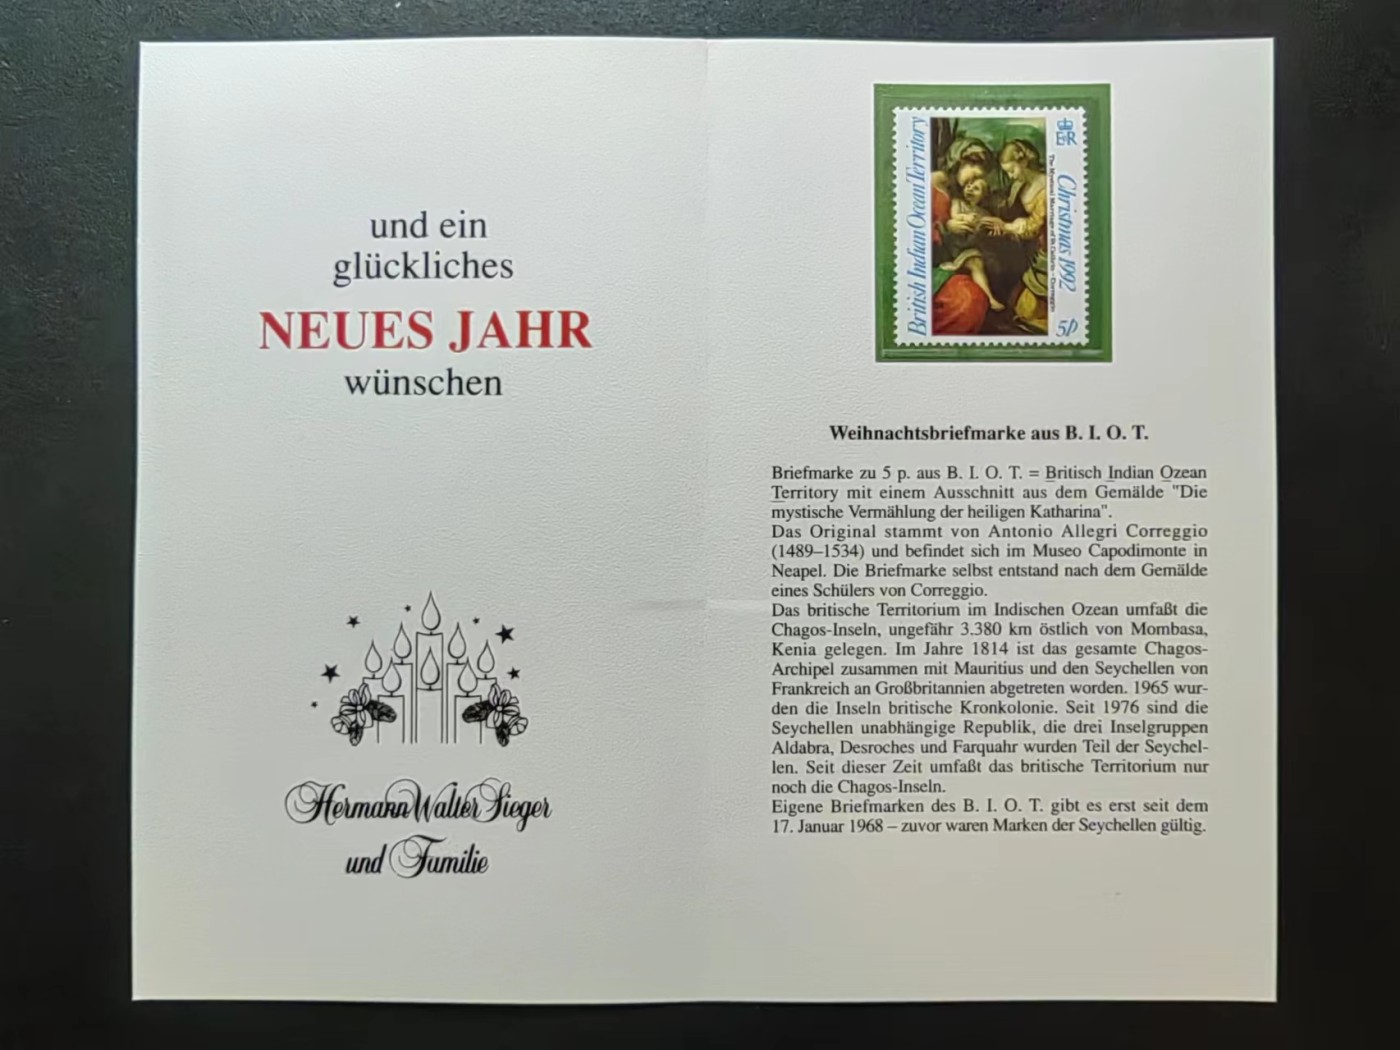 und ein
glückliches
NEUES JAHR
wünschen
Hermann Walter Sieger
und Familie
British Indian Ocean Territory
ER
Christmas 1992
5p
Weihnachtsbriefmarke aus B. I. O. T.
Briefmarke zu 5 p. aus B. I. O. T. = Britisch Indian Ozean
Territory mit einem Ausschnitt aus dem Gemälde "Die
mystische Vermählung der heiligen Katharina".
Das Original stammt von Antonio Allegri Correggio
(1489–1534) und befindet sich im Museo Capodimonte in
Neapel. Die Briefmarke selbst entstand nach dem Gemälde
eines Schülers von Correggio.
Das britische Territorium im Indischen Ozean umfaßt die
Chagos-Inseln, ungefähr 3.380 km östlich von Mombasa,
Kenia gelegen. Im Jahre 1814 ist das gesamte Chagos-
Archipel zusammen mit Mauritius und den Seychellen von
Frankreich an Großbritannien abgetreten worden. 1965 wur-
den die Inseln britische Kronkolonie. Seit 1976 sind die
Seychellen unabhängige Republik, die drei Inselgruppen
Aldabra, Desroches und Farquahr wurden Teil der Seychel-
len. Seit dieser Zeit umfaßt das britische Territorium nur
noch die Chagos-Inseln.
Eigene Briefmarken des B. I. O. T. gibt es erst seit dem
17. Januar 1968 – zuvor waren Marken der Seychellen gültig.